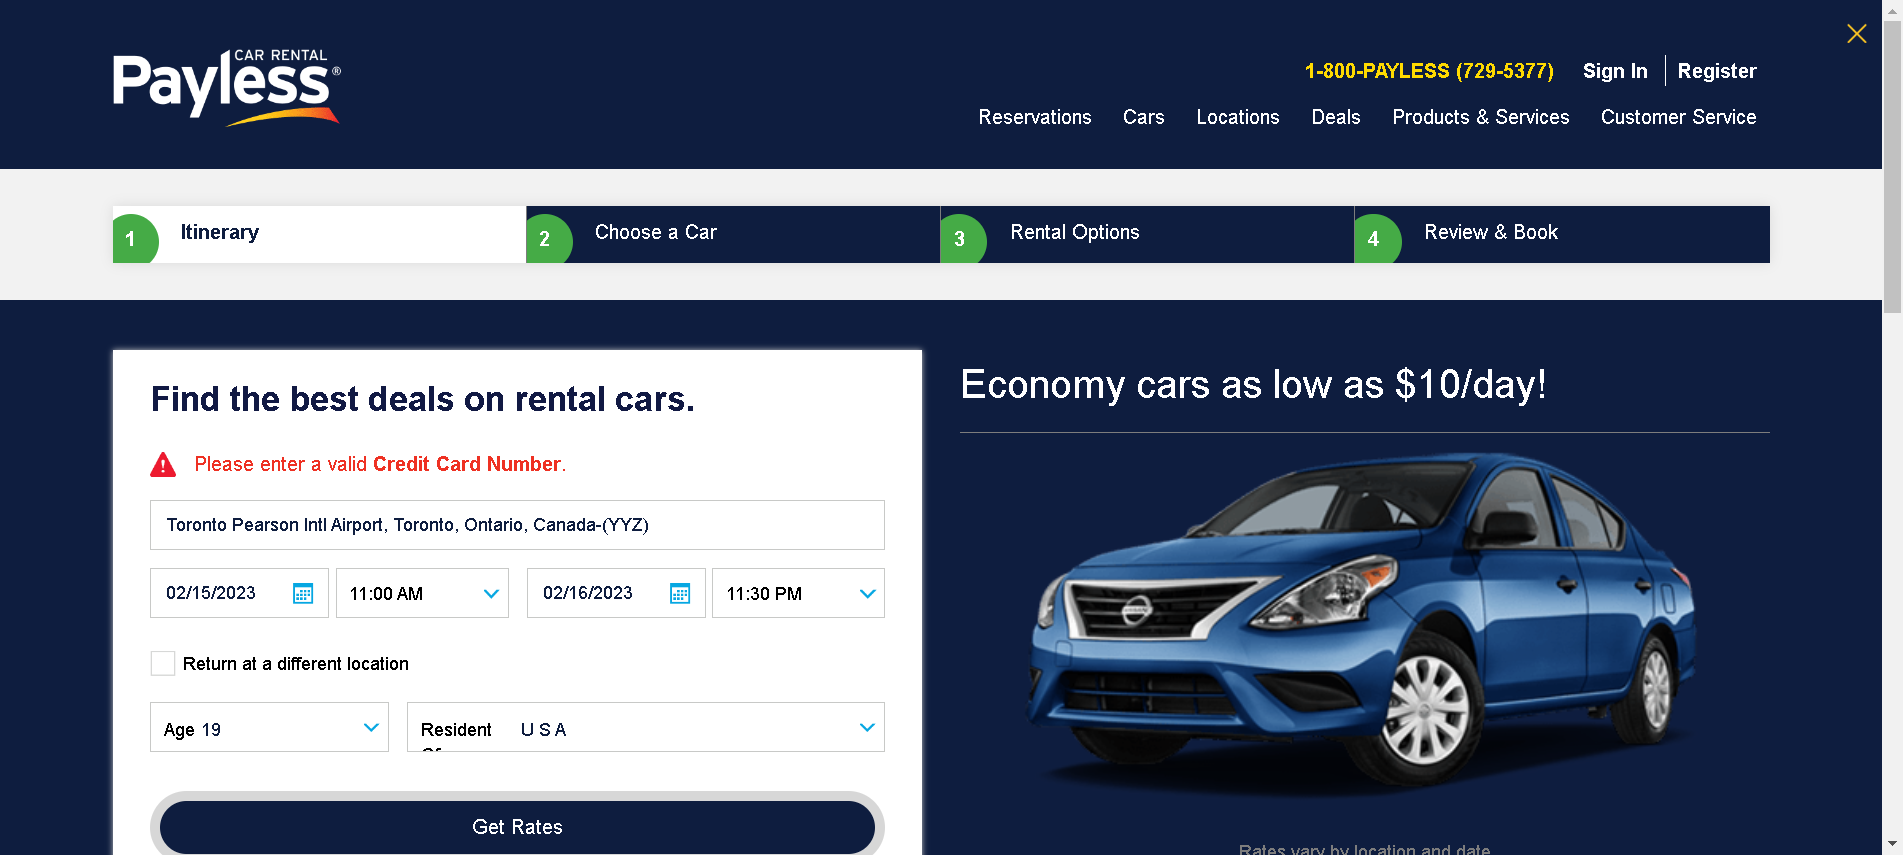 CAR RENTAL
Payless®
1-800-PAYLESS (729-5377) Sign In Register
Reservations Cars Locations Deals Products & Services Customer Service
1 Itinerary 2 Choose a Car 3 Rental Options 4 Review & Book
Find the best deals on rental cars.
Please enter a valid Credit Card Number.
Toronto Pearson Intl Airport, Toronto, Ontario, Canada-(YYZ)
02/15/2023 11:00 AM 02/16/2023 11:30 PM
Return at a different location
Age 19 Resident U S A
Get Rates
Economy cars as low as $10/day!
Rates vary by location and date